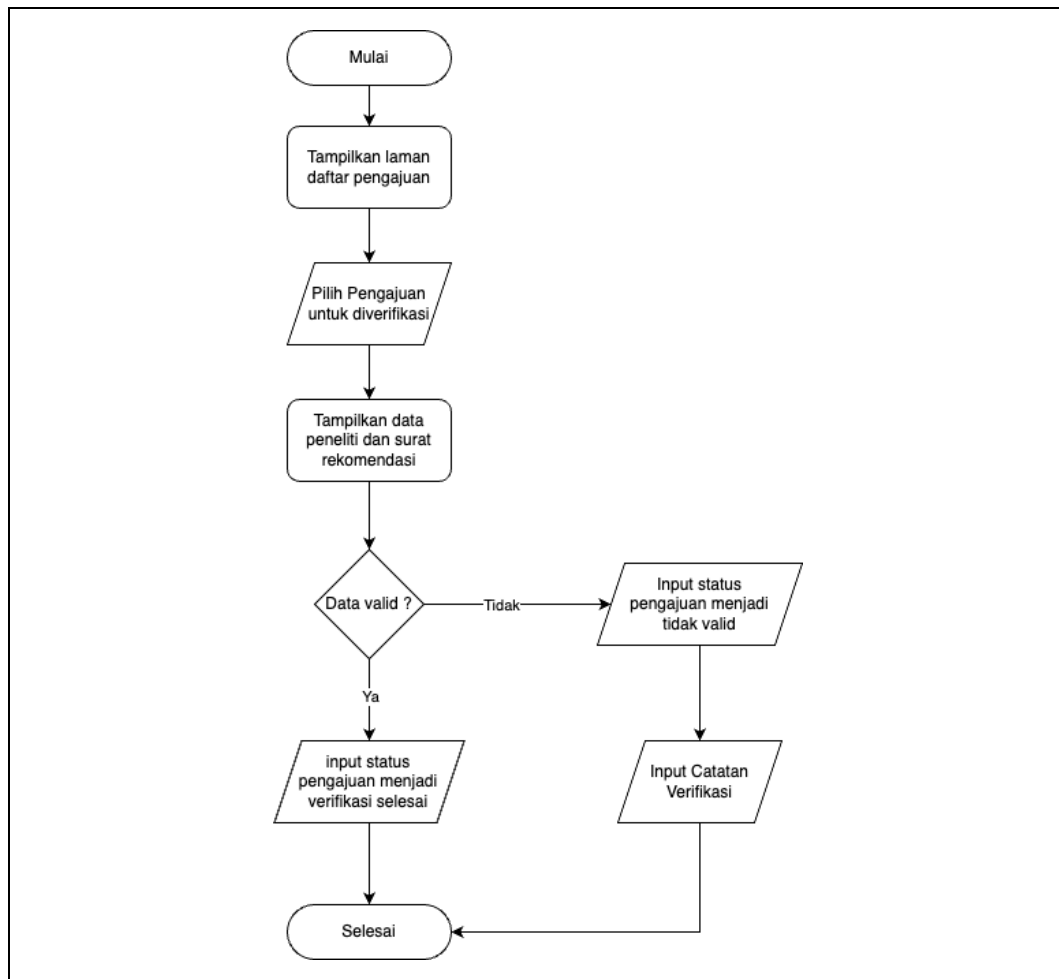 Mulai
Tampilkan laman
daftar pengajuan
Pilih Pengajuan
untuk diverifikasi
Tampilkan data
peneliti dan surat
rekomendasi
Data valid ?
Tidak
Input status
pengajuan menjadi
tidak valid
Ya
input status
pengajuan menjadi
verifikasi selesai
Input Catatan
Verifikasi
Selesai